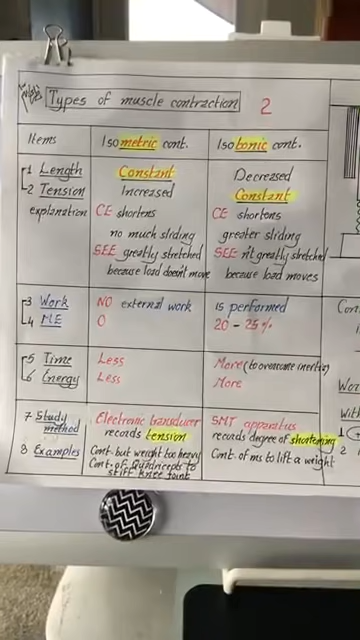 Types of muscle contraction 2
Items Isometric cont. Isotonic cont.
1 Length Constant Decreased
2 Tension Increased Constant
explanation CE shortens CE shortens
no much sliding greater sliding
SEE greatly stretched SEE n't greatly stretched
because load doesn't move because load moves
3 Work NO external work is performed
4 ME 0 20 - 25 %
5 Time Less More (to overcome inertia)
6 Energy Less More
7 Study method Electronic transducer SMT apparatus
records tension records degree of shortening
8 Examples Cont. but weight too heavy Cont. of ms to lift a weight
Cont. of Quadriceps to
stiff knee joint
Con
Wor
With
1
2